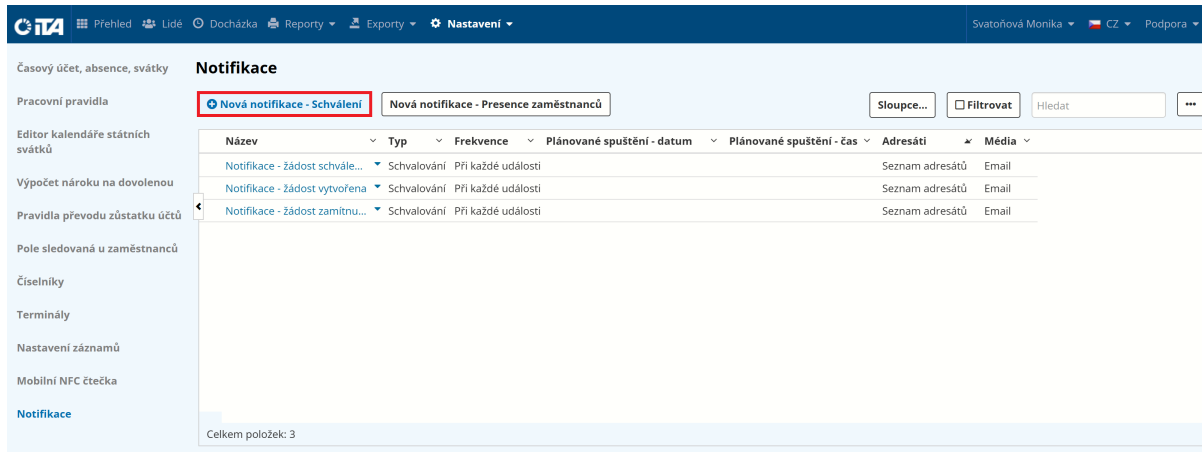 iTA Přehled Lidé Docházka Reporty Exporty Nastavení Svatoňová Monika CZ Podpora
Časový účet, absence, svátky
Pracovní pravidla
Editor kalendáře státních
svátků
Výpočet nároku na dovolenou
Pravidla převodu zůstatku účtů
Pole sledovaná u zaměstnanců
Číselníky
Terminály
Nastavení záznamů
Mobilní NFC čtečka
Notifikace
Notifikace
Nová notifikace - Schválení Nová notifikace - Presence zaměstnanců Sloupce... Filtrovat Hledat ...
Název Typ Frekvence Plánované spuštění - datum Plánované spuštění - čas Adresáti Média
Notifikace - žádost schvále... Schvalování Při každé události Seznam adresátů Email
Notifikace - žádost vytvořena Schvalování Při každé události Seznam adresátů Email
Notifikace - žádost zamítnu... Schvalování Při každé události Seznam adresátů Email
Celkem položek: 3